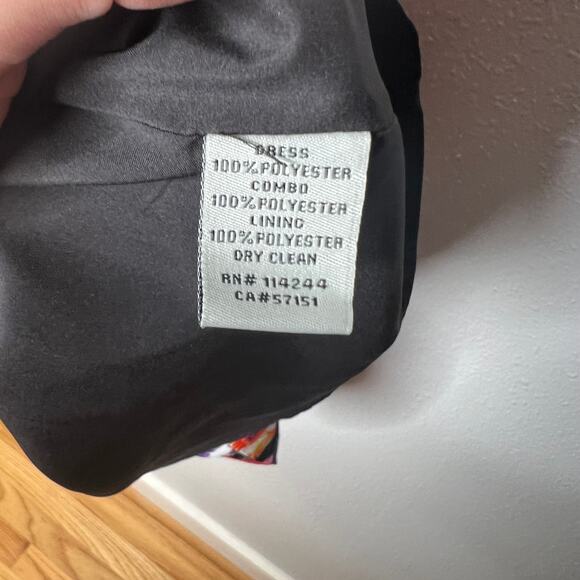 DRESS
100% POLYESTER
COMBO
100% POLYESTER
LINING
100% POLYESTER
DRY CLEAN
RN# 114244
CA#57151